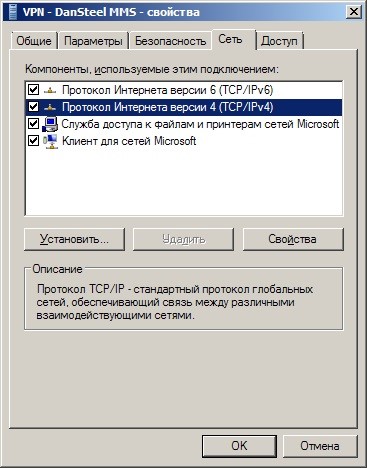 VPN - DanSteel MMS - свойства
Общие Параметры Безопасность Сеть Доступ
Компоненты, используемые этим подключением:
Протокол Интернета версии 6 (TCP/IPv6)
Протокол Интернета версии 4 (TCP/IPv4)
Служба доступа к файлам и принтерам сетей Microsoft
Клиент для сетей Microsoft
Установить... Удалить Свойства
Описание
Протокол TCP/IP - стандартный протокол глобальных
сетей, обеспечивающий связь между различными
взаимодействующими сетями.
OK Отмена